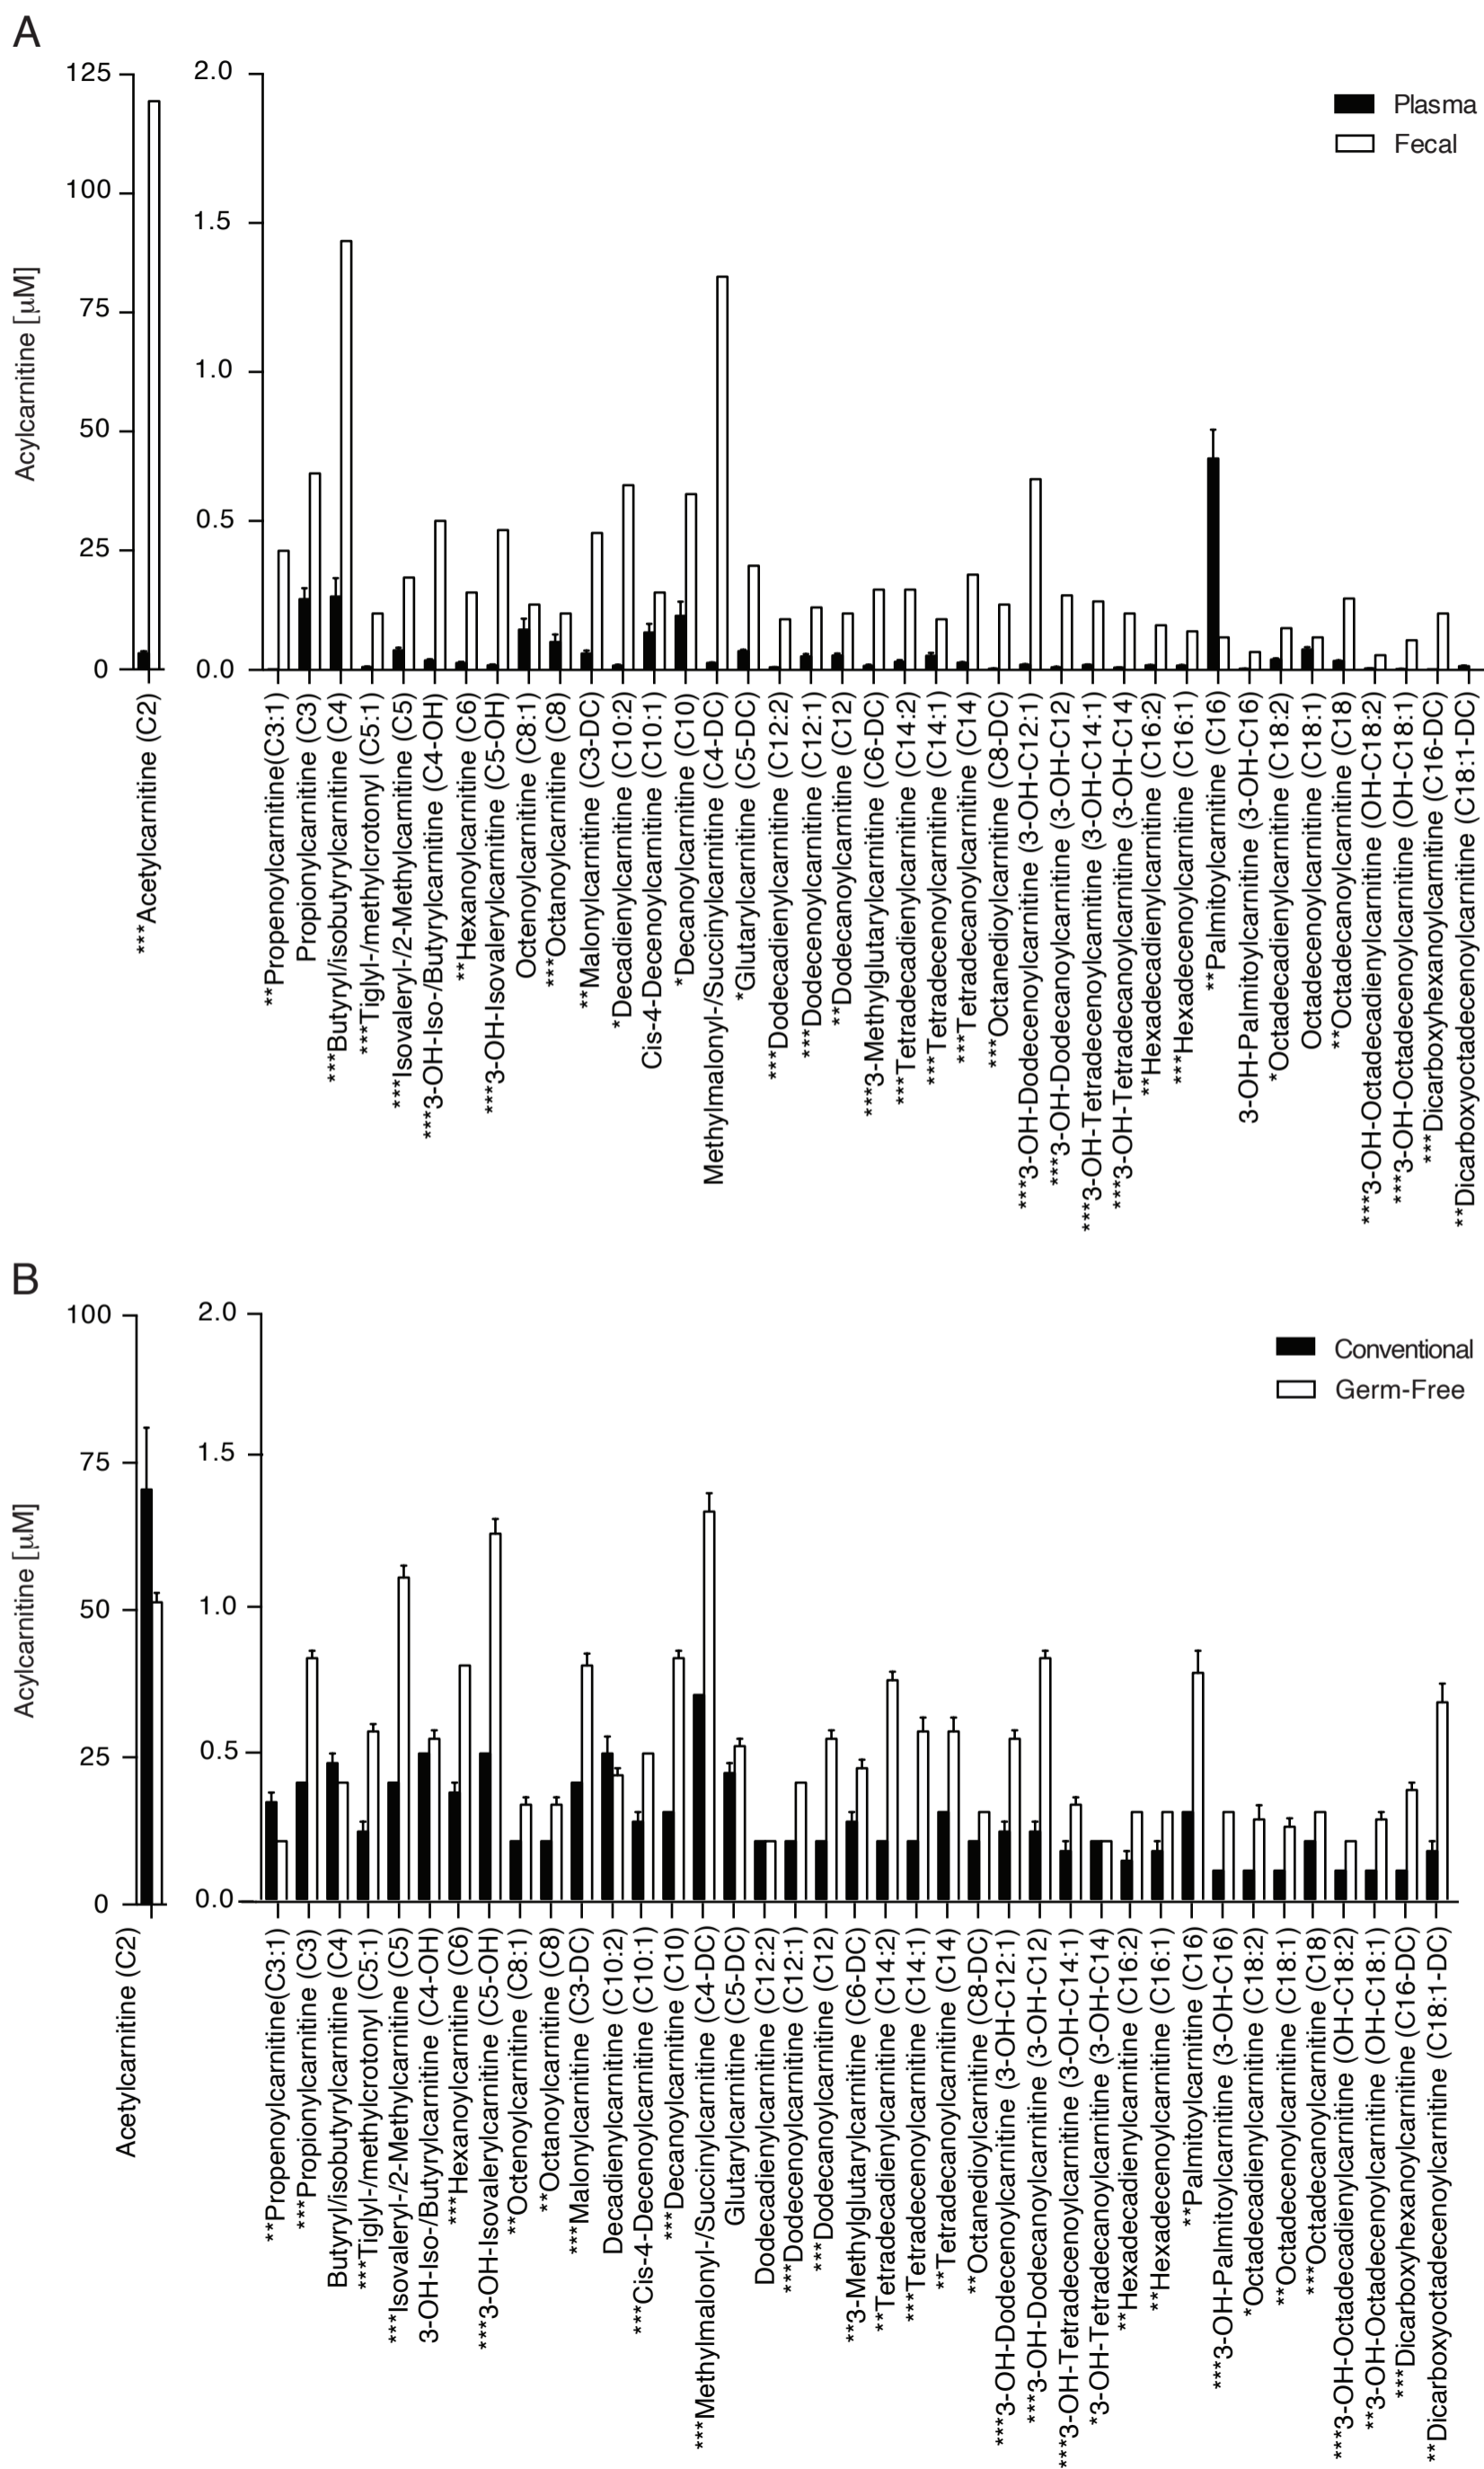 A
125
100
75
50
25
0
Acylcarnitine [μM]
2.0
1.5
1.0
0.5
0.0
Plasma
Fecal
***Acetylcarnitine (C2)
**Propenoylcarnitine(C3:1)
Propionylcarnitine (C3)
***Butyryl/isobutyrylcarnitine (C4)
***Tiglyl-/methylcrotonyl (C5:1)
***Isovaleryl-/2-Methylcarnitine (C5)
***3-OH-Iso-/Butyrylcarnitine (C4-OH)
**Hexanoylcarnitine (C6)
***3-OH-Isovalerylcarnitine (C5-OH)
Octenoylcarnitine (C8:1)
***Octanoylcarnitine (C8)
**Malonylcarnitine (C3-DC)
*Decadienylcarnitine (C10:2)
Cis-4-Decenoylcarnitine (C10:1)
*Decanoylcarnitine (C10)
Methylmalonyl-/Succinylcarnitine (C4-DC)
*Glutarylcarnitine (C5-DC)
***Dodecadienylcarnitine (C12:2)
***Dodecenoylcarnitine (C12:1)
**Dodecanoylcarnitine (C12)
***3-Methylglutarylcarnitine (C6-DC)
***Tetradecadienylcarnitine (C14:2)
***Tetradecenoylcarnitine (C14:1)
***Tetradecanoylcarnitine (C14)
***Octanedioylcarnitine (C8-DC)
***3-OH-Dodecenoylcarnitine (3-OH-C12:1)
***3-OH-Dodecanoylcarnitine (3-OH-C12)
***3-OH-Tetradecenoylcarnitine (3-OH-C14:1)
***3-OH-Tetradecanoylcarnitine (3-OH-C14)
**Hexadecadienylcarnitine (C16:2)
***Hexadecenoylcarnitine (C16:1)
**Palmitoylcarnitine (C16)
3-OH-Palmitoylcarnitine (3-OH-C16)
*Octadecadienylcarnitine (C18:2)
Octadecenoylcarnitine (C18:1)
**Octadecanoylcarnitine (C18)
***3-OH-Octadecadienylcarnitine (OH-C18:2)
***3-OH-Octadecenoylcarnitine (OH-C18:1)
***Dicarboxyhexanoylcarnitine (C16-DC)
**Dicarboxyoctadecenoylcarnitine (C18:1-DC)
B
100
75
50
25
0
Acylcarnitine [μM]
2.0
1.5
1.0
0.5
0.0
Conventional
Germ-Free
Acetylcarnitine (C2)
**Propenoylcarnitine(C3:1)
***Propionylcarnitine (C3)
Butyryl/isobutyrylcarnitine (C4
***Tiglyl-/methylcrotonyl (C5:1)
***Isovaleryl-/2-Methylcarnitine (C5)
3-OH-Iso-/Butyrylcarnitine (C4-OH)
***Hexanoylcarnitine (C6)
***3-OH-Isovalerylcarnitine (C5-OH)
**Octenoylcarnitine (C8:1)
**Octanoylcarnitine (C8)
***Malonylcarnitine (C3-DC)
Decadienylcarnitine (C10:2)
***Cis-4-Decenoylcarnitine (C10:1)
***Decanoylcarnitine (C10)
***Methylmalonyl-/Succinylcarnitine (C4-DC)
Glutarylcarnitine (C5-DC)
Dodecadienylcarnitine (C12:2)
***Dodecenoylcarnitine (C12:1)
***Dodecanoylcarnitine (C12)
**3-Methylglutarylcarnitine (C6-DC)
**Tetradecadienylcarnitine (C14:2)
***Tetradecenoylcarnitine (C14:1)
**Tetradecanoylcarnitine (C14)
**Octanedioylcarnitine (C8-DC)
***3-OH-Dodecenoylcarnitine (3-OH-C12:1)
***3-OH-Dodecanoylcarnitine (3-OH-C12)
***3-OH-Tetradecenoylcarnitine (3-OH-C14:1)
*3-OH-Tetradecanoylcarnitine (3-OH-C14)
**Hexadecadienylcarnitine (C16:2)
**Hexadecenoylcarnitine (C16:1)
**Palmitoylcarnitine (C16)
***3-OH-Palmitoylcarnitine (3-OH-C16)
*Octadecadienylcarnitine (C18:2)
**Octadecenoylcarnitine (C18:1)
***Octadecanoylcarnitine (C18)
***3-OH-Octadecadienylcarnitine (OH-C18:2)
**3-OH-Octadecenoylcarnitine (OH-C18:1)
***Dicarboxyhexanoylcarnitine (C16-DC)
**Dicarboxyoctadecenoylcarnitine (C18:1-DC)